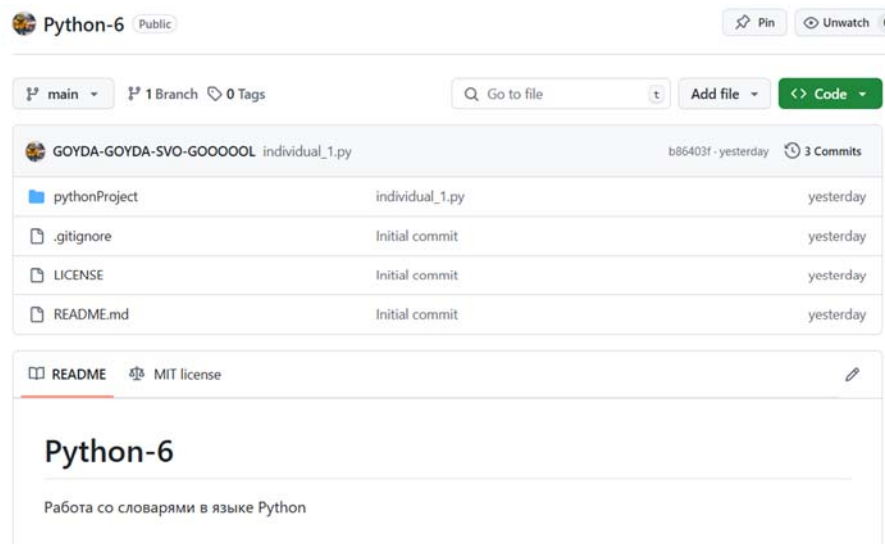 Python-6 Public Pin Unwatch
main 1 Branch 0 Tags Go to file t Add file Code
GOYDA-GOYDA-SVO-GOOOOOL individual_1.py b86403f · yesterday 3 Commits
pythonProject individual_1.py yesterday
.gitignore Initial commit yesterday
LICENSE Initial commit yesterday
README.md Initial commit yesterday
README MIT license
Python-6
Работа со словарями в языке Python